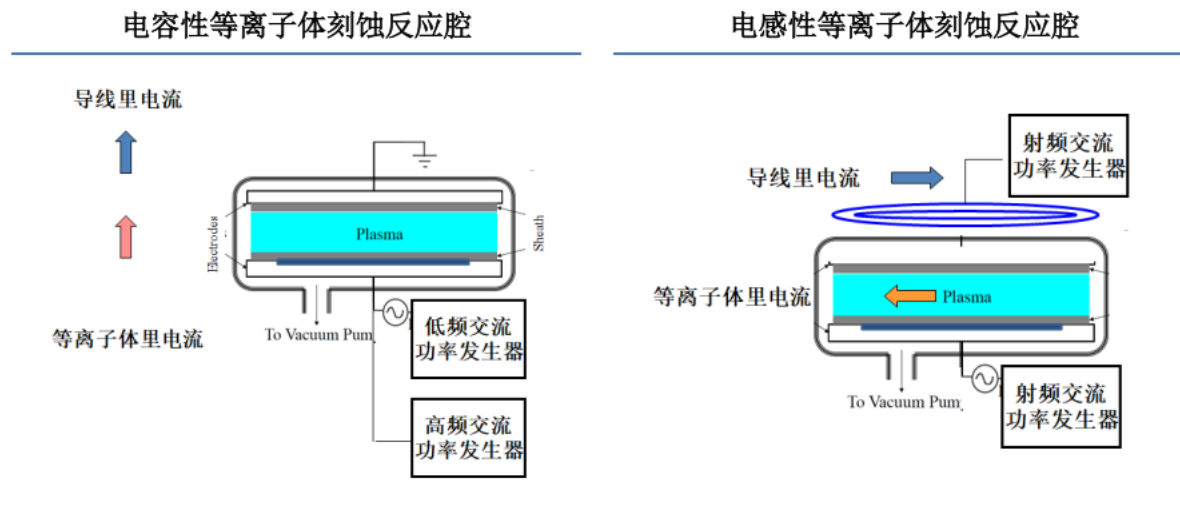 电容性等离子体刻蚀反应腔
导线里电流
等离子体里电流
Electrodes
Plasma
Sheath
To Vacuum Pum
低频交流
功率发生器
高频交流
功率发生器
电感性等离子体刻蚀反应腔
射频交流
功率发生器
导线里电流
等离子体里电流
Plasma
To Vacuum Pum
射频交流
功率发生器